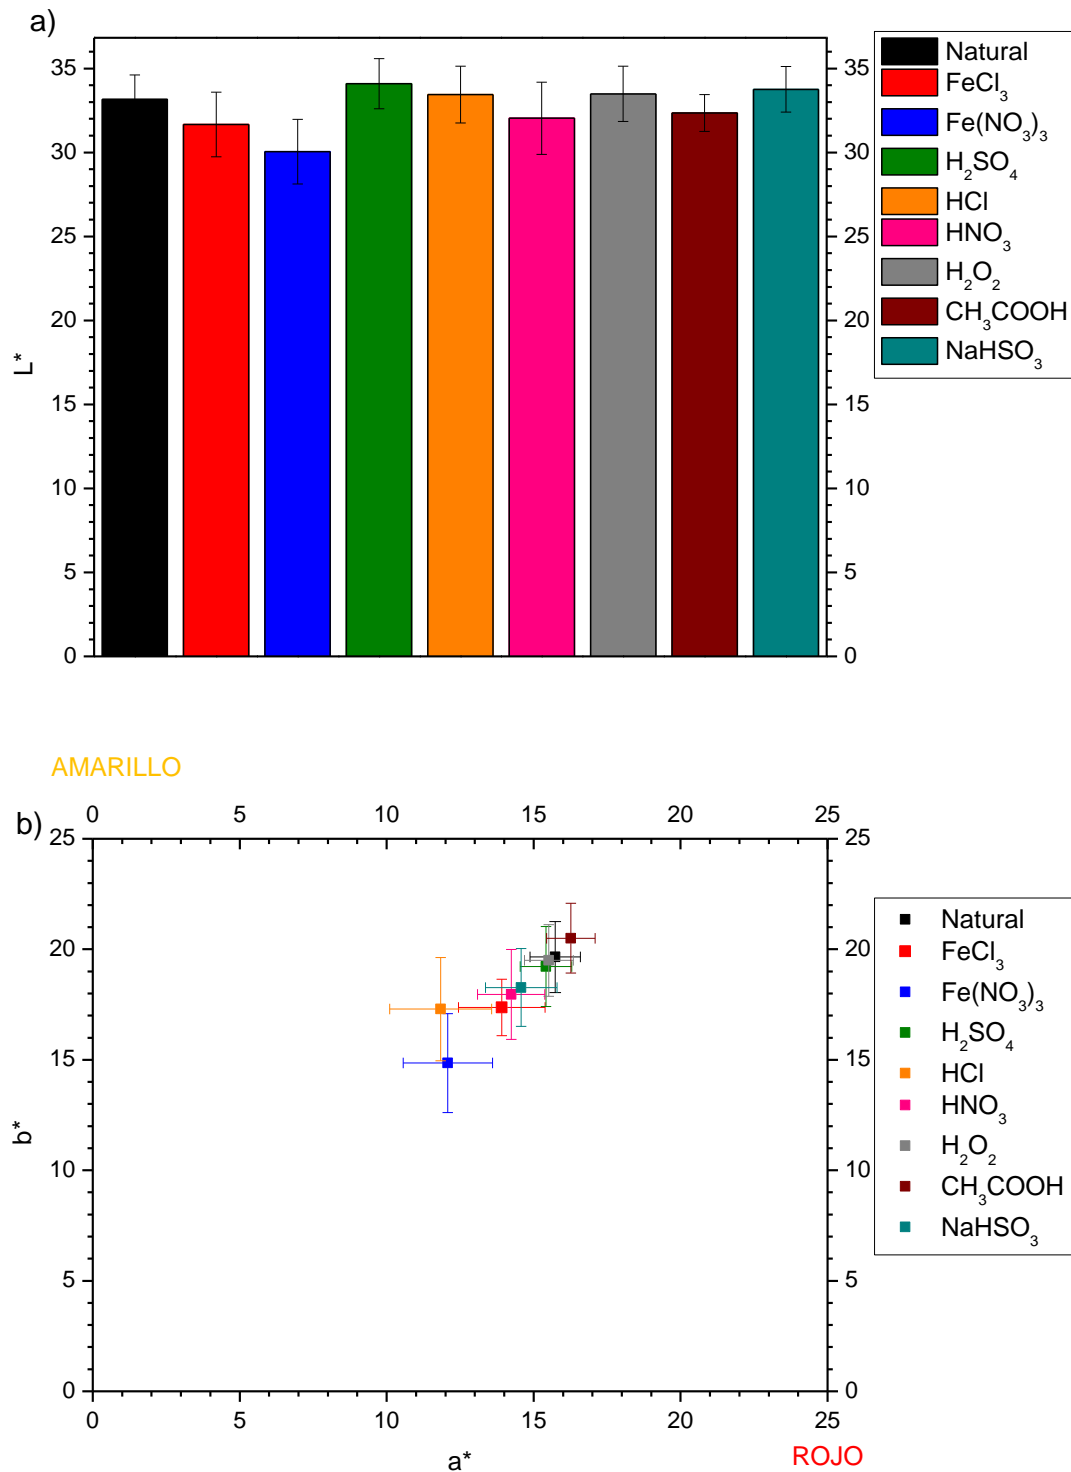 a)
35
30
25
20
15
10
5
0
L*
35
30
25
20
15
10
5
0
Natural
FeCl₃
Fe(NO₃)₃
H₂SO₄
HCl
HNO₃
H₂O₂
CH₃COOH
NaHSO₃
AMARILLO
0 5 10 15 20 25
b)
25
20
15
10
5
0
b*
25
20
15
10
5
0
0 5 10 15 20 25
a*
ROJO
Natural
FeCl₃
Fe(NO₃)₃
H₂SO₄
HCl
HNO₃
H₂O₂
CH₃COOH
NaHSO₃